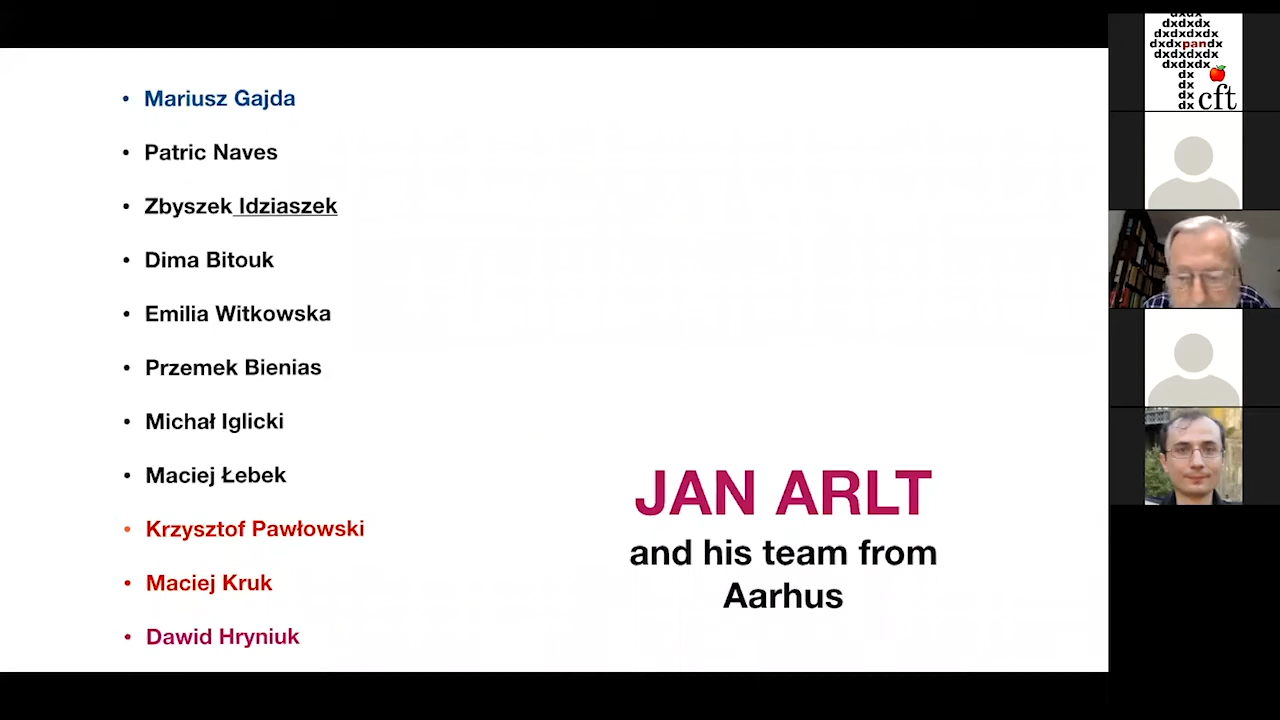 • Mariusz Gajda
• Patric Naves
• Zbyszek Idziaszek
• Dima Bitouk
• Emilia Witkowska
• Przemek Bienias
• Michał Iglicki
• Maciej Łebek
• Krzysztof Pawłowski
• Maciej Kruk
• Dawid Hryniuk
JAN ARLT
and his team from
Aarhus
dxdxdx
dxdxdx
dxdxdxdx
dxdxpandx
dxdxdxdx
dxdxdx
dx
dx
dx
dx cft